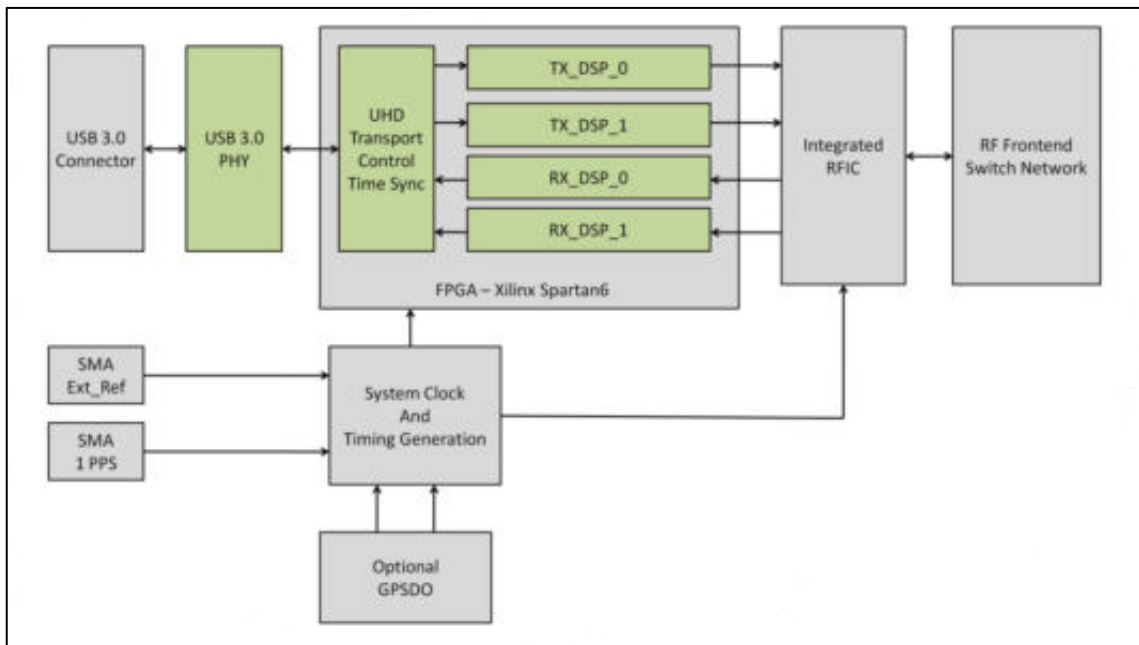 USB 3.0
Connector
USB 3.0
PHY
UHD
Transport
Control
Time Sync
TX_DSP_0
TX_DSP_1
RX_DSP_0
RX_DSP_1
FPGA – Xilinx Spartan6
Integrated
RFIC
RF Frontend
Switch Network
SMA
Ext_Ref
SMA
1 PPS
System Clock
And
Timing Generation
Optional
GPSDO